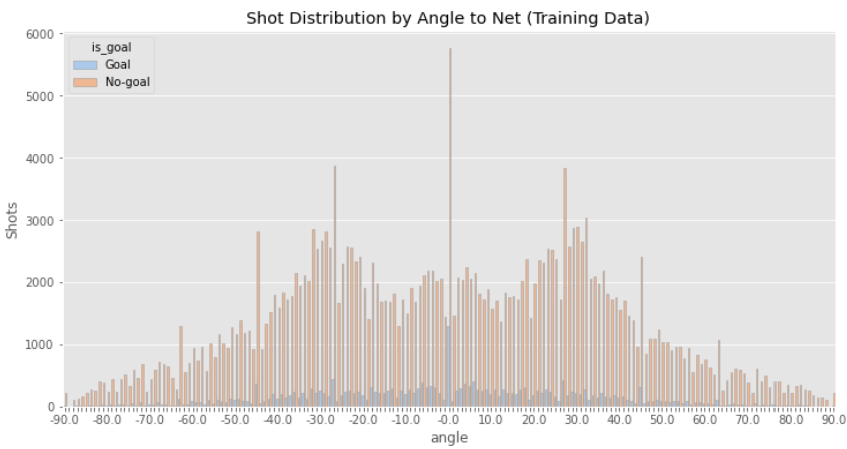 Shot Distribution by Angle to Net (Training Data)
6000
5000
4000
3000
2000
1000
0
Shots
is_goal
Goal
No-goal
-90.0 -80.0 -70.0 -60.0 -50.0 -40.0 -30.0 -20.0 -10.0 -0.0 10.0 20.0 30.0 40.0 50.0 60.0 70.0 80.0 90.0
angle